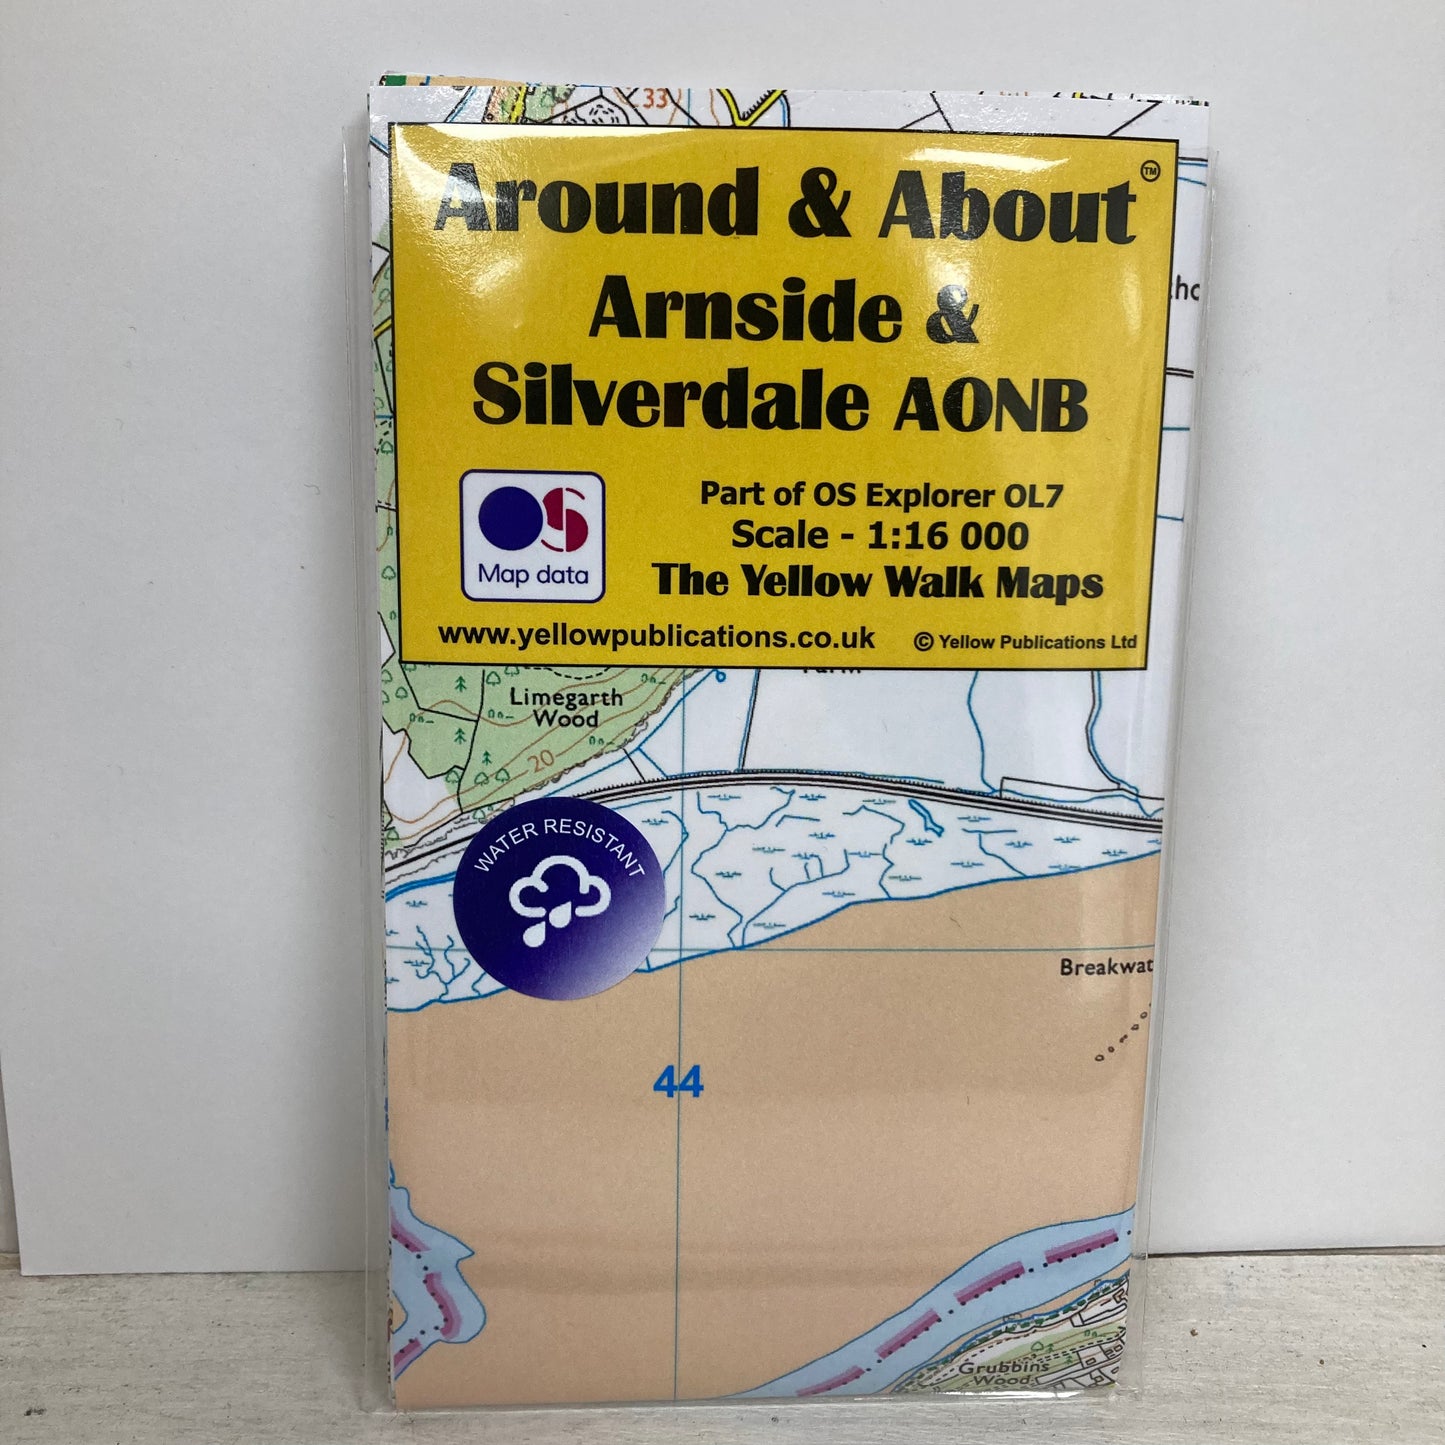 33
Around & About™
Arnside &
Silverdale AONB
OS
Map data
Part of OS Explorer OL7
Scale - 1:16 000
The Yellow Walk Maps
www.yellowpublications.co.uk
© Yellow Publications Ltd
Limegarth
Wood
20
WATER RESISTANT
Breakwat
44
Grubbins
Wood